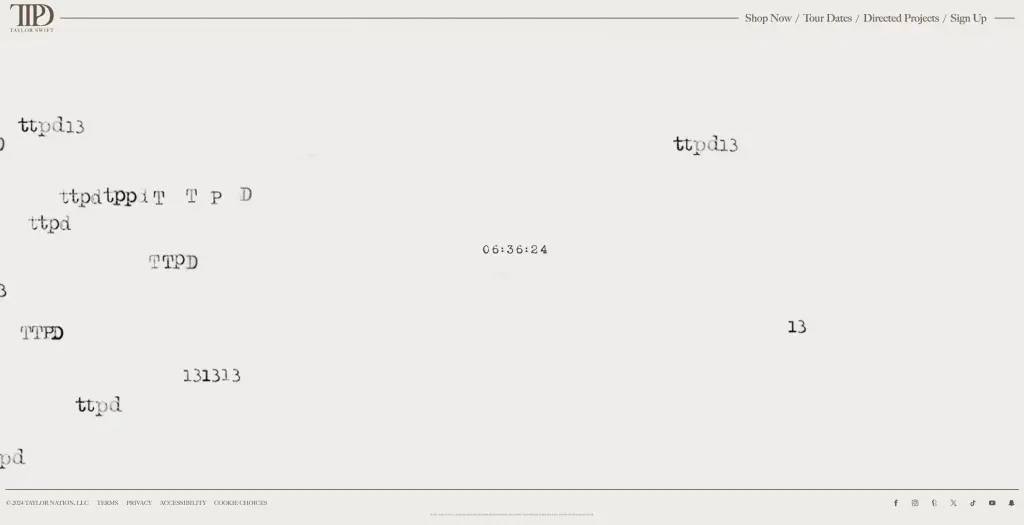 TTPD
TAYLOR SWIFT
Shop Now / Tour Dates / Directed Projects / Sign Up
ttpd13
ttpd13
ttpdtppiT T P D
ttpd
TTPD
06:36:24
3
13
TTPD
131313
ttpd
pd
© 2024 TAYLOR NATION, LLC TERMS PRIVACY ACCESSIBILITY COOKIE CHOICES